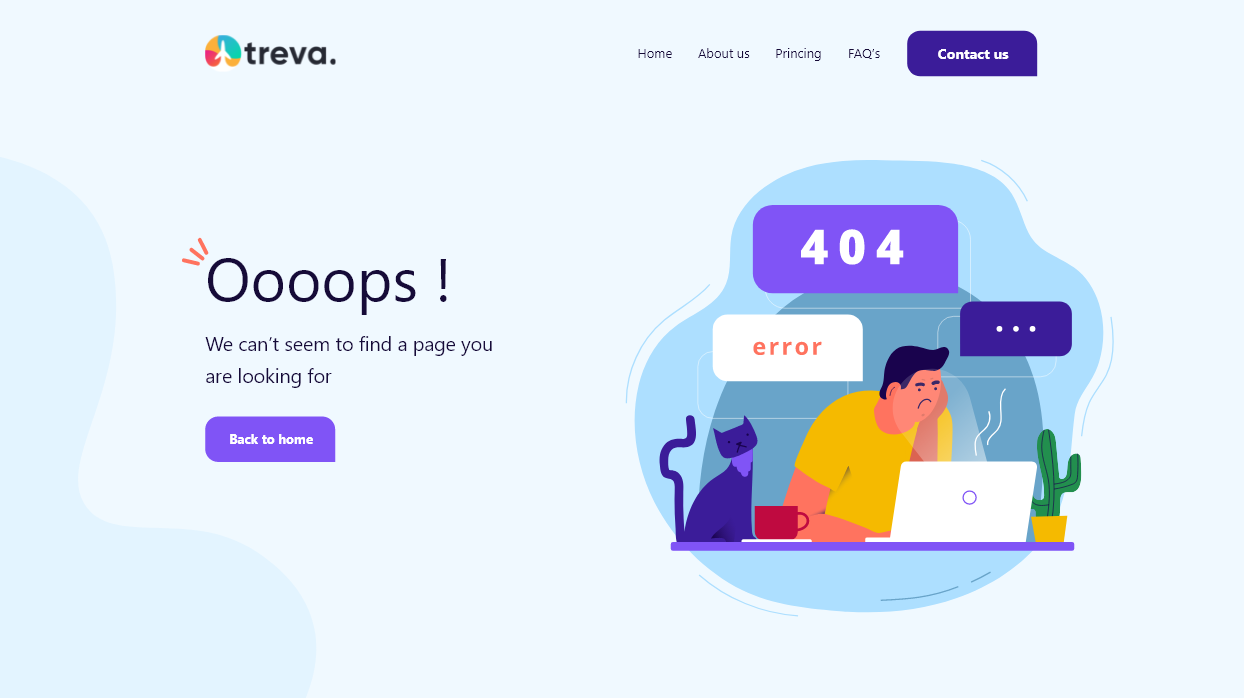 treva.
Home About us Princing FAQ's Contact us
404
Oooops !
error
We can't seem to find a page you
are looking for
Back to home